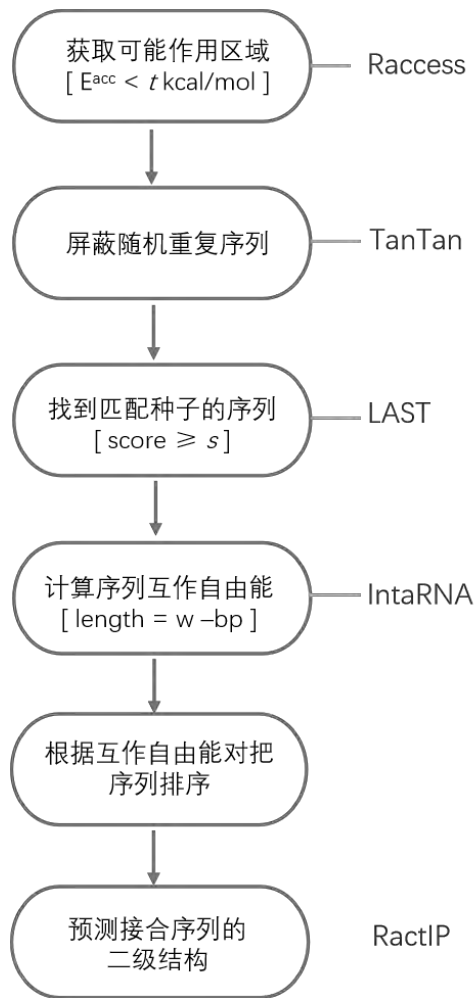 获取可能作用区域
[ Eᵃᶜᶜ < t kcal/mol ]
Raccess
屏蔽随机重复序列
TanTan
找到匹配种子的序列
[ score ⩾ s ]
LAST
计算序列互作自由能
[ length = w –bp ]
IntaRNA
根据互作自由能对把
序列排序
预测接合序列的
二级结构
RactIP